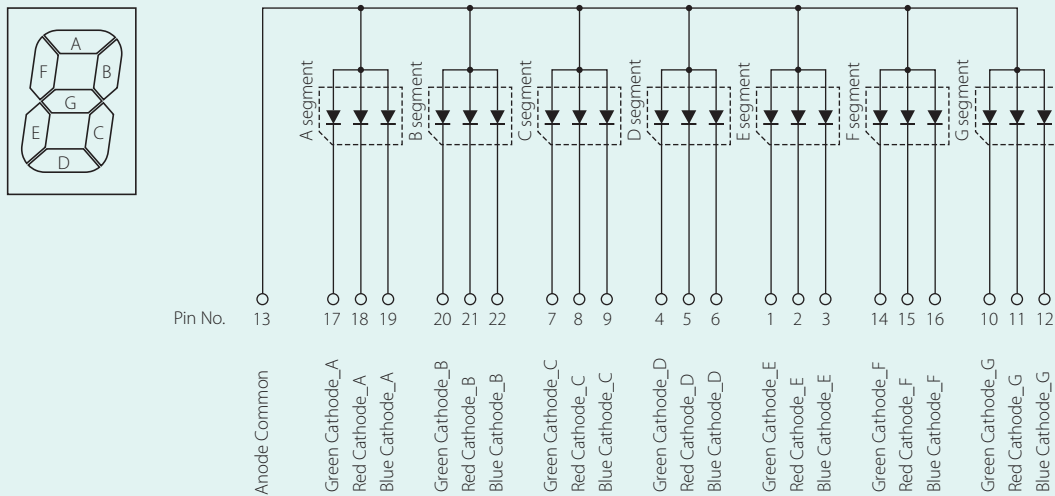 A
F B
G
E C
D
A segment
B segment
C segment
D segment
E segment
F segment
G segment
Pin No. 13 17 18 19 20 21 22 7 8 9 4 5 6 1 2 3 14 15 16 10 11 12
Anode Common
Green Cathode_A
Red Cathode_A
Blue Cathode_A
Green Cathode_B
Red Cathode_B
Blue Cathode_B
Green Cathode_C
Red Cathode_C
Blue Cathode_C
Green Cathode_D
Red Cathode_D
Blue Cathode_D
Green Cathode_E
Red Cathode_E
Blue Cathode_E
Green Cathode_F
Red Cathode_F
Blue Cathode_F
Green Cathode_G
Red Cathode_G
Blue Cathode_G